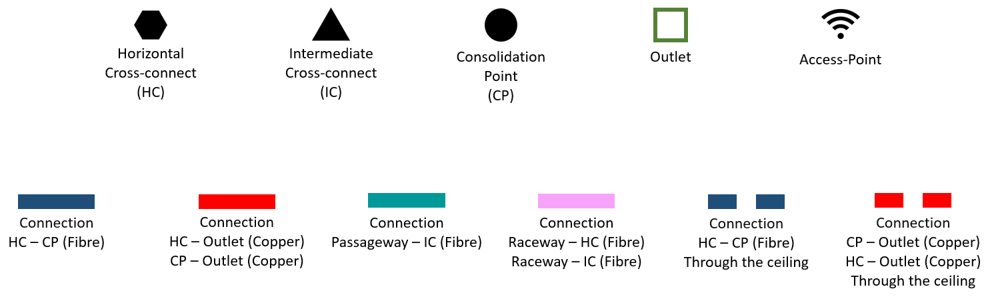 Horizontal
Cross-connect
(HC)
Intermediate
Cross-connect
(IC)
Consolidation
Point
(CP)
Outlet
Access-Point
Connection
HC – CP (Fibre)
Connection
HC – Outlet (Copper)
CP – Outlet (Copper)
Connection
Passageway – IC (Fibre)
Connection
Raceway – HC (Fibre)
Raceway – IC (Fibre)
Connection
HC – CP (Fibre)
Through the ceiling
Connection
CP – Outlet (Copper)
HC – Outlet (Copper)
Through the ceiling